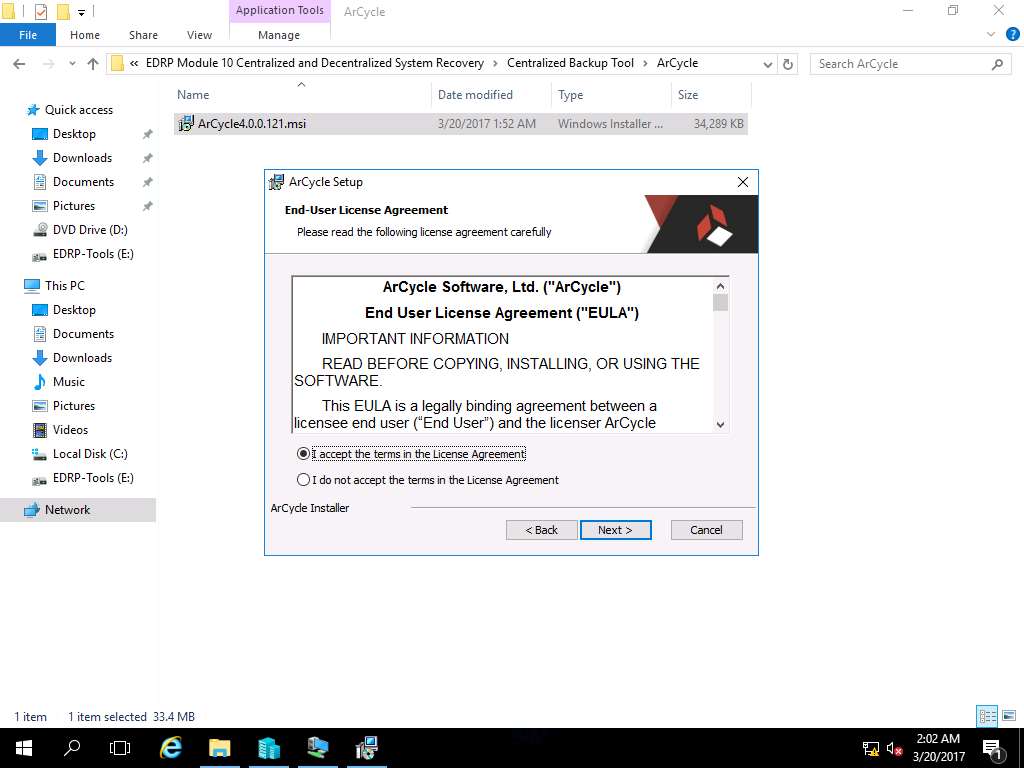 Application Tools
ArCycle
File
Home
Share
View
Manage
?
« EDRP Module 10 Centralized and Decentralized System Recovery > Centralized Backup Tool > ArCycle
Search ArCycle
Name
Date modified
Type
Size
ArCycle4.0.0.121.msi
3/20/2017 1:52 AM
Windows Installer ...
34,289 KB
Quick access
Desktop
Downloads
Documents
Pictures
DVD Drive (D:)
EDRP-Tools (E:)
This PC
Desktop
Documents
Downloads
Music
Pictures
Videos
Local Disk (C:)
EDRP-Tools (E:)
Network
ArCycle Setup
End-User License Agreement
Please read the following license agreement carefully
ArCycle Software, Ltd. ("ArCycle")
End User License Agreement ("EULA")
IMPORTANT INFORMATION
READ BEFORE COPYING, INSTALLING, OR USING THE
SOFTWARE.
This EULA is a legally binding agreement between a
licensee end user (“End User”) and the licenser ArCycle
I accept the terms in the License Agreement
I do not accept the terms in the License Agreement
ArCycle Installer
< Back
Next >
Cancel
1 item
1 item selected 33.4 MB
2:02 AM
3/20/2017
1